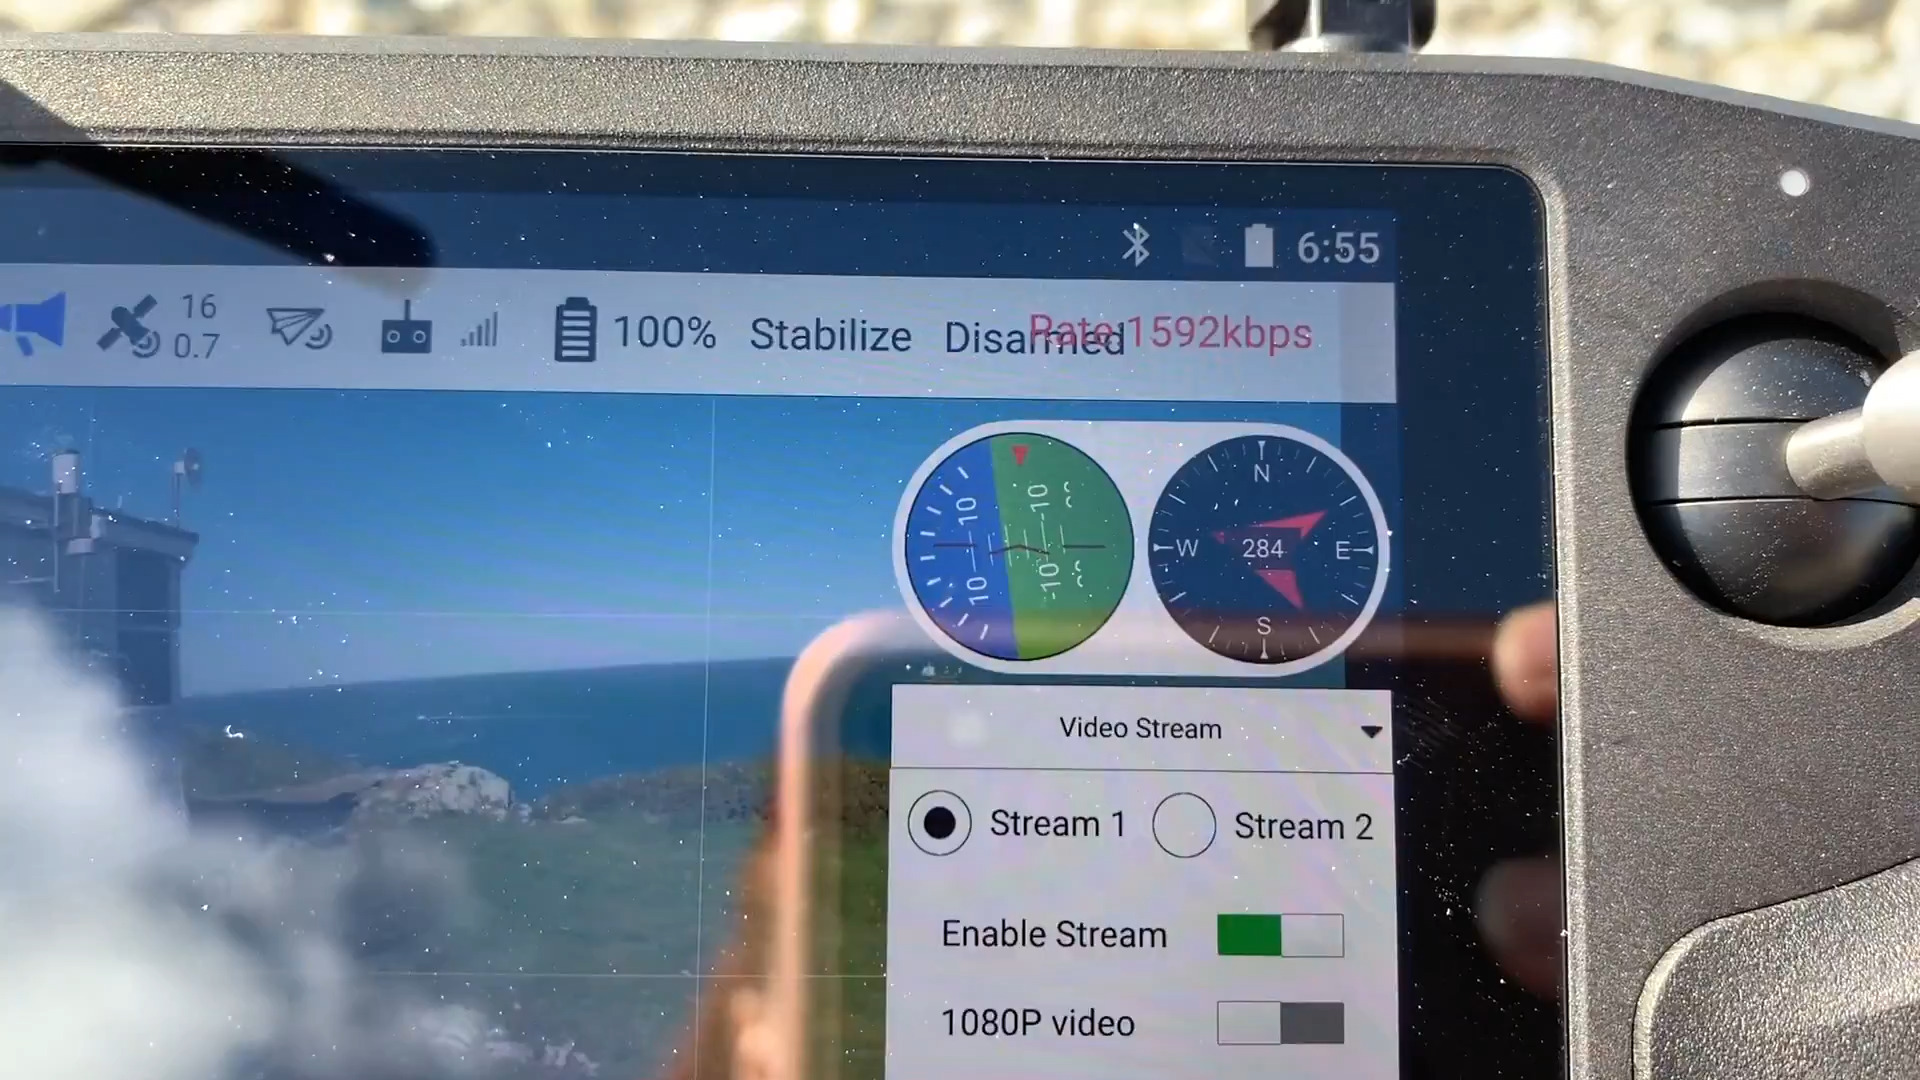 6:55
16
0.7
100% Stabilize Disarmed Rate:1592kbps
10 -10
10 -10
N
W 284 E
S
Video Stream
Stream 1 Stream 2
Enable Stream
1080P video